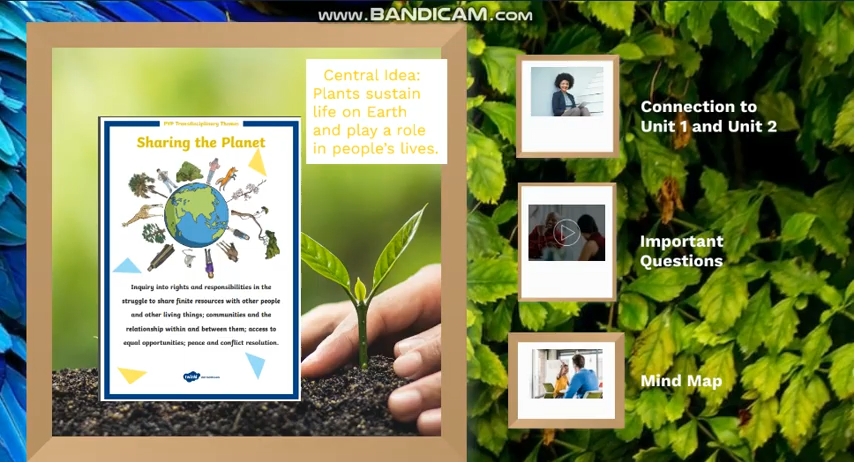 www.BANDICAM.com
Central Idea:
Plants sustain
life on Earth
and play a role
in people's lives.
PYP Transdisciplinary Themes
Sharing the Planet
Inquiry into rights and responsibilities in the
struggle to share finite resources with other people
and other living things; communities and the
relationship within and between them; access to
equal opportunities; peace and conflict resolution.
twinkl
Connection to
Unit 1 and Unit 2
Important
Questions
Mind Map